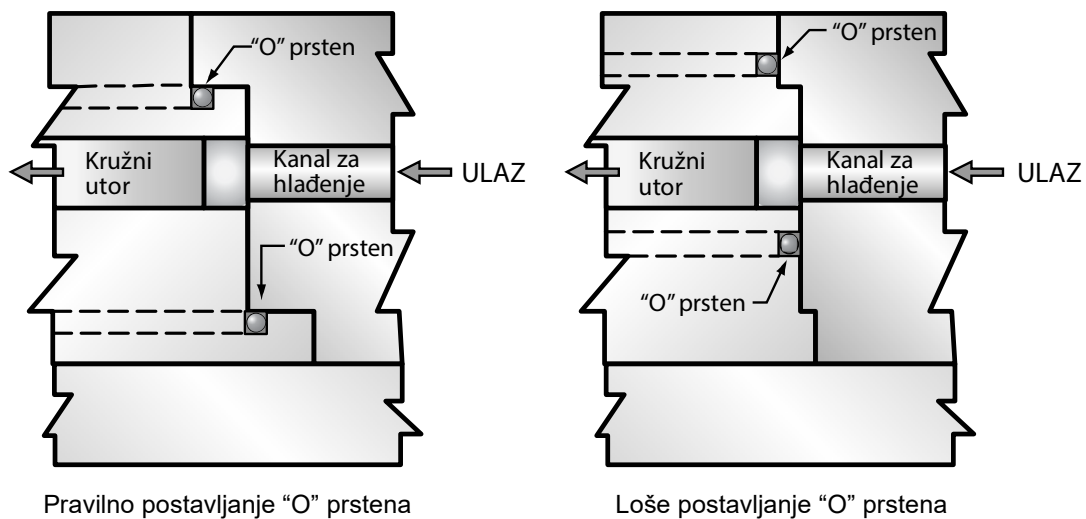 “O” prsten
Kružni
utor
Kanal za
hlađenje
ULAZ
“O” prsten
Pravilno postavljanje “O” prstena
“O” prsten
Kružni
utor
Kanal za
hlađenje
ULAZ
“O” prsten
Loše postavljanje “O” prstena